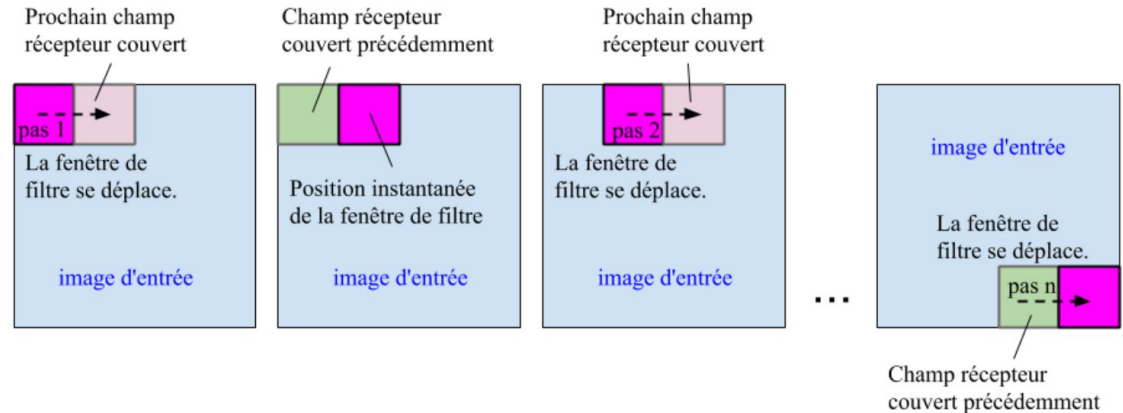 Prochain champ
récepteur couvert
Champ récepteur
couvert précédemment
Prochain champ
récepteur couvert
pas 1
La fenêtre de
filtre se déplace.
image d'entrée
Position instantanée
de la fenêtre de filtre
image d'entrée
pas 2
La fenêtre de
filtre se déplace.
image d'entrée
...
image d'entrée
La fenêtre de
filtre se déplace.
pas n
Champ récepteur
couvert précédemment